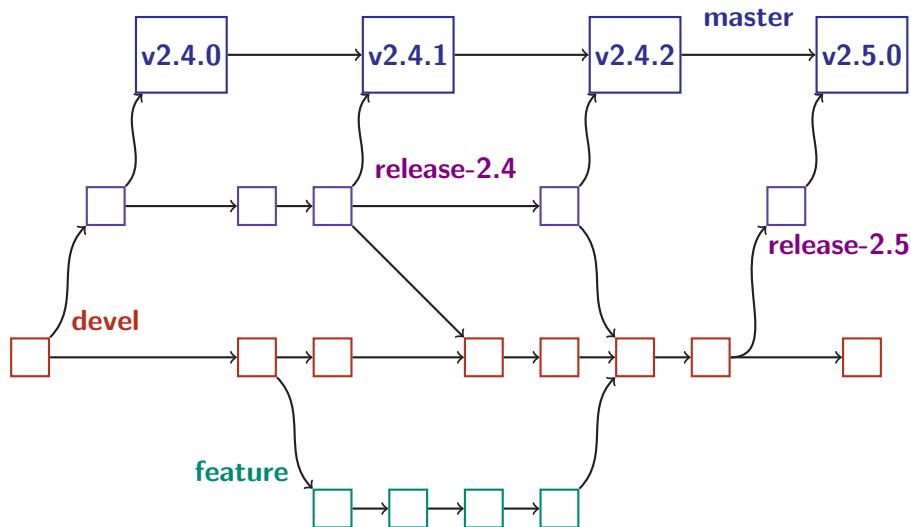 master
v2.4.0
v2.4.1
v2.4.2
v2.5.0
release-2.4
release-2.5
devel
feature